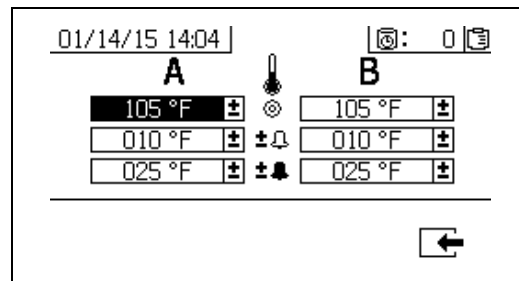 01/14/15 14:04 : 0
A B
105 °F ± 105 °F ±
010 °F ± ± 010 °F ±
025 °F ± ± 025 °F ±